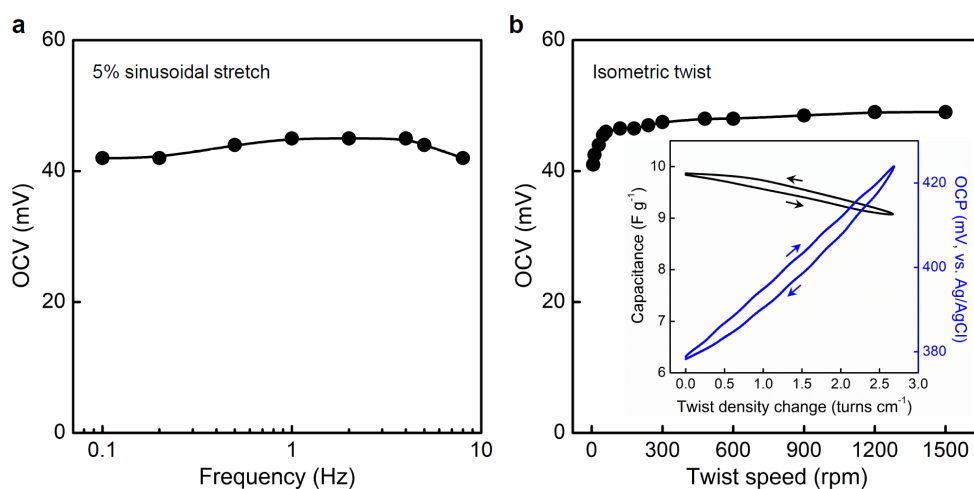 a
60
40
20
0
OCV (mV)
5% sinusoidal stretch
0.1
1
10
Frequency (Hz)
b
60
40
20
0
OCV (mV)
Isometric twist
0
300
600
900
1200
1500
Twist speed (rpm)
10
9
8
7
6
Capacitance (F g⁻¹)
0.0
0.5
1.0
1.5
2.0
2.5
3.0
Twist density change (turns cm⁻¹)
420
400
380
OCP (mV, vs. Ag/AgCl)